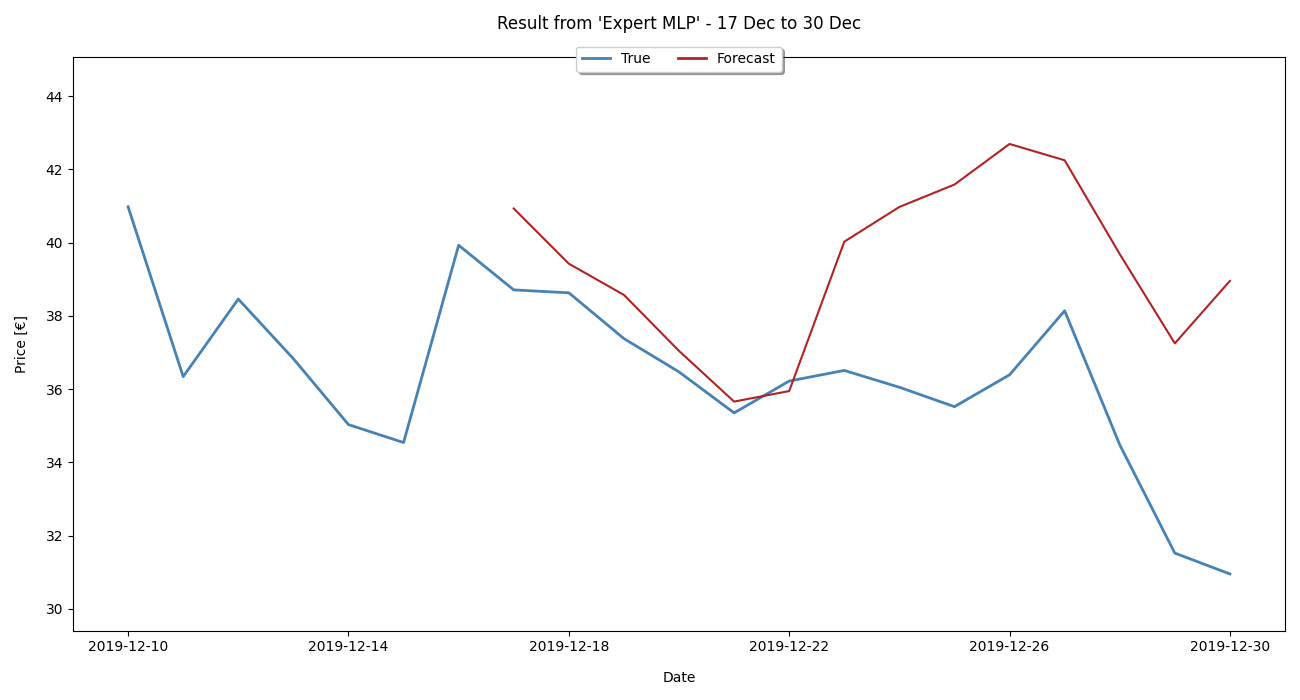 Result from 'Expert MLP' - 17 Dec to 30 Dec
True Forecast
44
42
40
38
36
34
32
30
Price [€]
2019-12-10 2019-12-14 2019-12-18 2019-12-22 2019-12-26 2019-12-30
Date